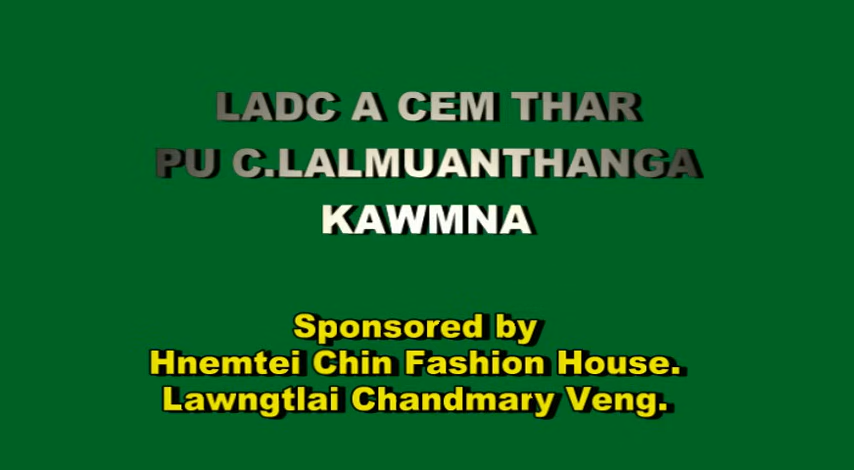 LADC A CEM THAR
PU C.LALMUANTHANGA
KAWMNA
Sponsored by
Hnemtei Chin Fashion House.
Lawngtlai Chandmary Veng.